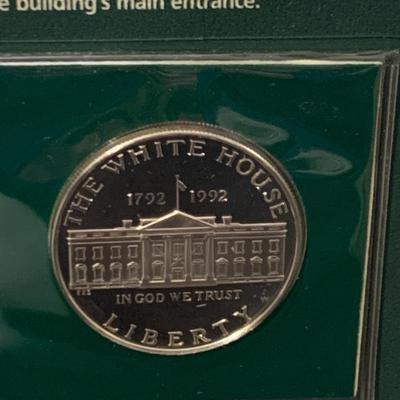 e building's main entrance.
THE WHITE HOUSE
1792 1992
IN GOD WE TRUST
LIBERTY